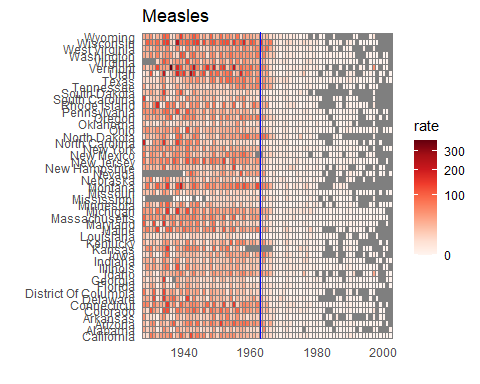 Measles
Wyoming
Wisconsin
West Virginia
Washington
Virginia
Vermont
Utah
Texas
Tennessee
South Dakota
South Carolina
Rhode Island
Pennsylvania
Oregon
Oklahoma
Ohio
North Dakota
North Carolina
New York
New Mexico
New Jersey
New Hampshire
Nevada
Nebraska
Montana
Missouri
Mississippi
Minnesota
Michigan
Massachusetts
Maryland
Maine
Louisiana
Kentucky
Kansas
Iowa
Indiana
Illinois
Idaho
Georgia
Florida
District Of Columbia
Delaware
Connecticut
Colorado
Arkansas
Arizona
Alabama
California
1940
1960
1980
2000
rate
300
200
100
0